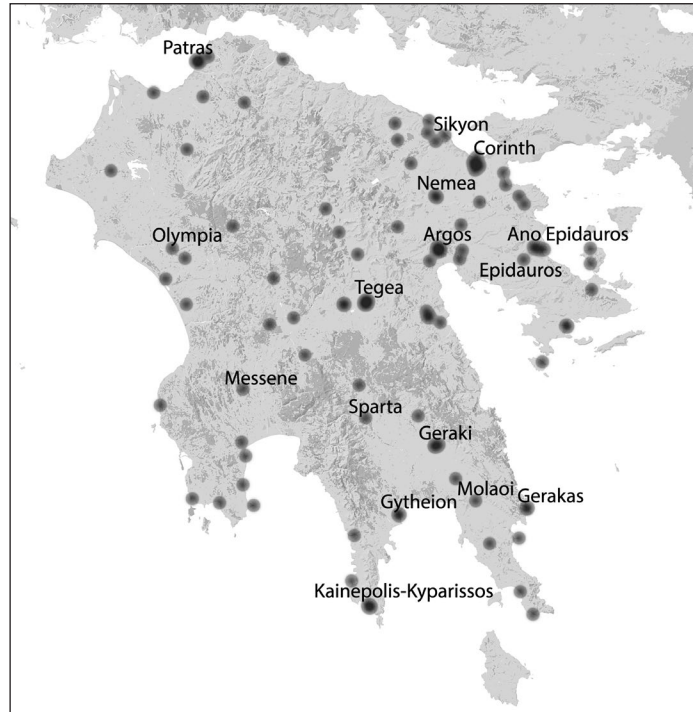 Patras
Sikyon
Corinth
Nemea
Olympia
Argos
Ano Epidauros
Epidauros
Tegea
Messene
Sparta
Geraki
Molaoi
Gerakas
Gytheion
Kainepolis-Kyparissos